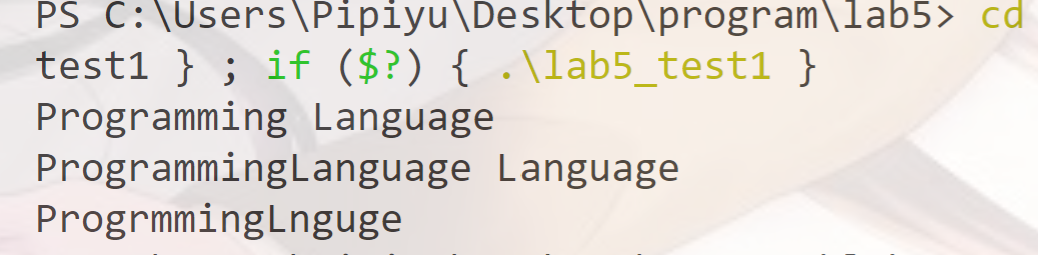 PS C:\Users\Pipiyu\Desktop\program\lab5> cd
test1 } ; if ($?) { .\lab5_test1 }
Programming Language
ProgrammingLanguage Language
ProgrmmingLnguge